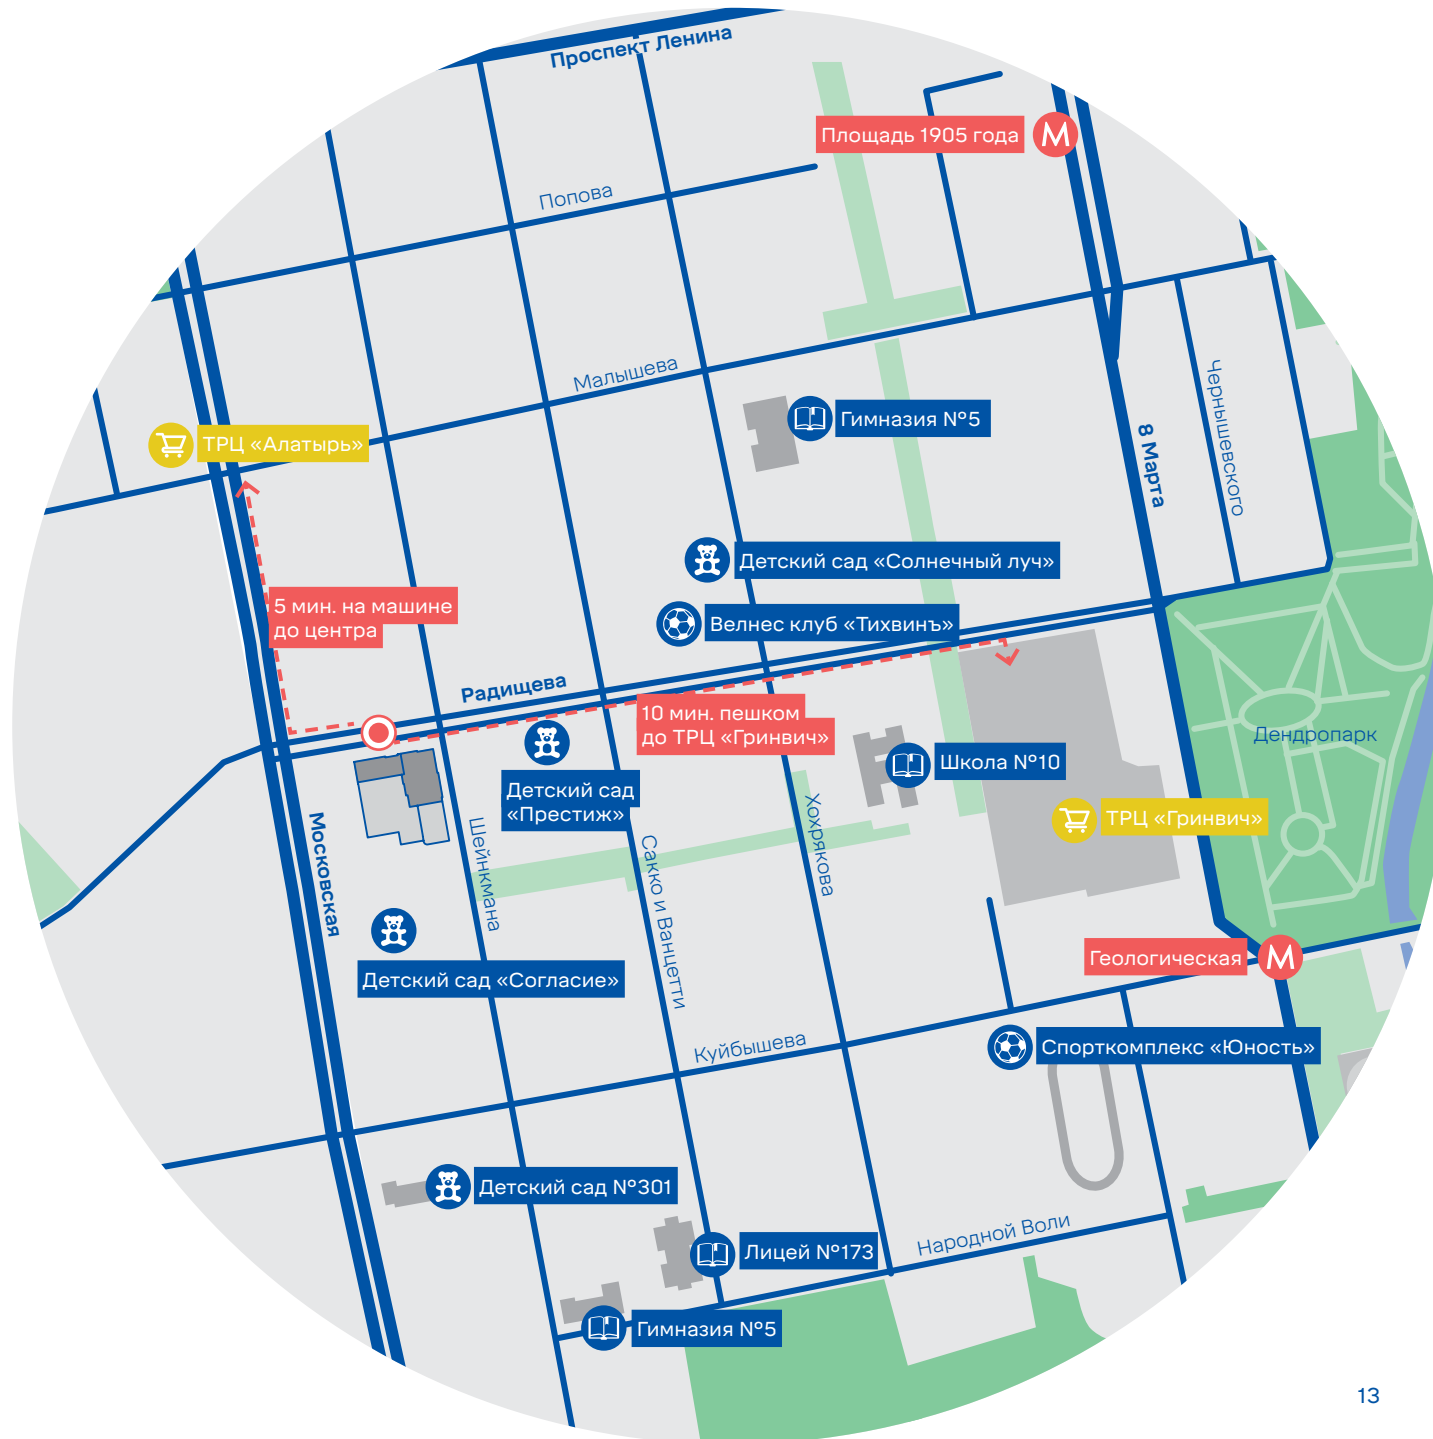 Проспект Ленина
Площадь 1905 года
Попова
Малышева
Чернышевского
Гимназия №5
ТРЦ «Алатырь»
8 Марта
Детский сад «Солнечный луч»
5 мин. на машине
до центра
Велнес клуб «Тихвинъ»
Радищева
10 мин. пешком
до ТРЦ «Гринвич»
Дендропарк
Школа №10
Детский сад
«Престиж»
ТРЦ «Гринвич»
Московская
Шейнкмана
Сакко и Ванцетти
Хохрякова
Геологическая
Детский сад «Согласие»
Куйбышева
Спорткомплекс «Юность»
Детский сад №301
Народной Воли
Лицей №173
Гимназия №5
13